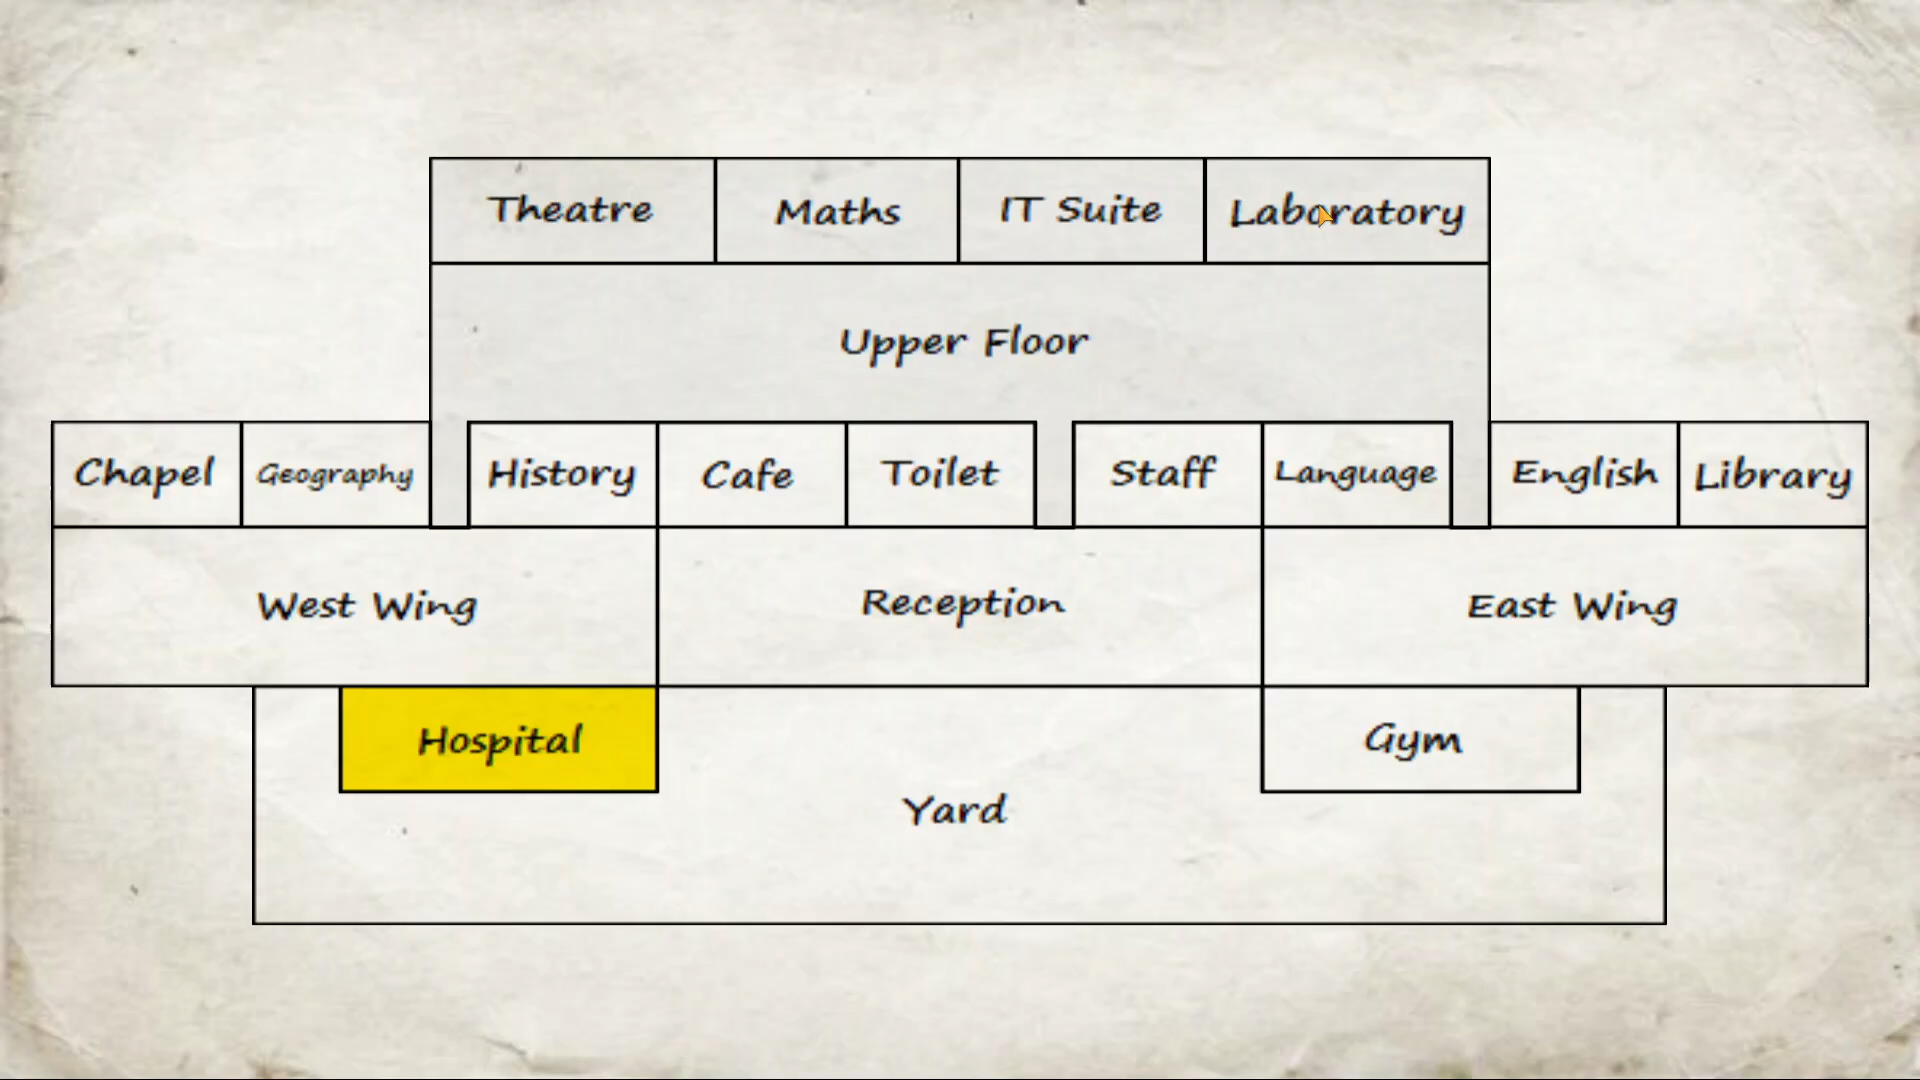 Theatre
Maths
IT Suite
Laboratory
Upper Floor
Chapel
Geography
History
Cafe
Toilet
Staff
Language
English
Library
West Wing
Reception
East Wing
Hospital
Gym
Yard